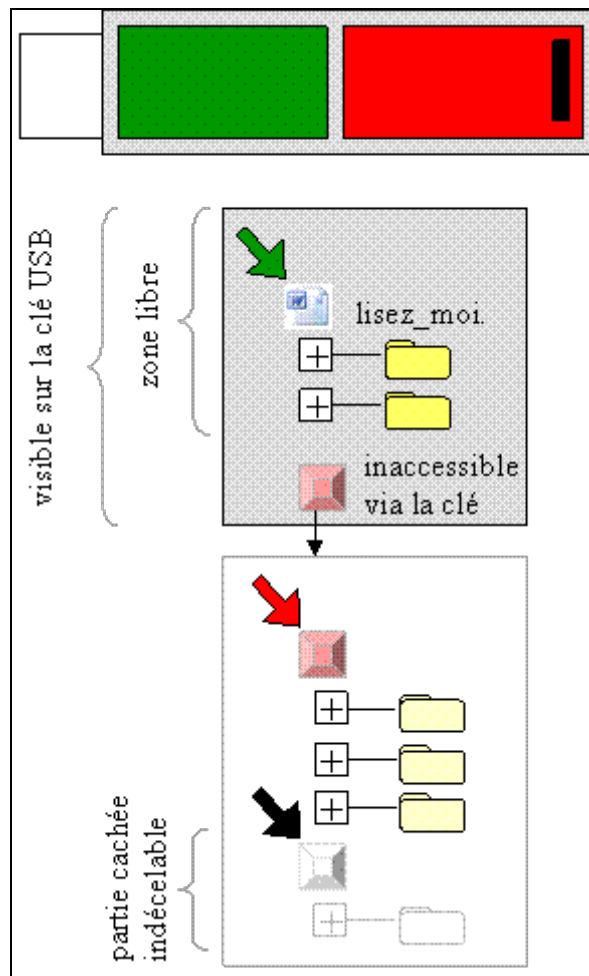 visible sur la clé USB
zone libre
lisez_moi.
inaccessible
via la clé
partie cachée
indécelable